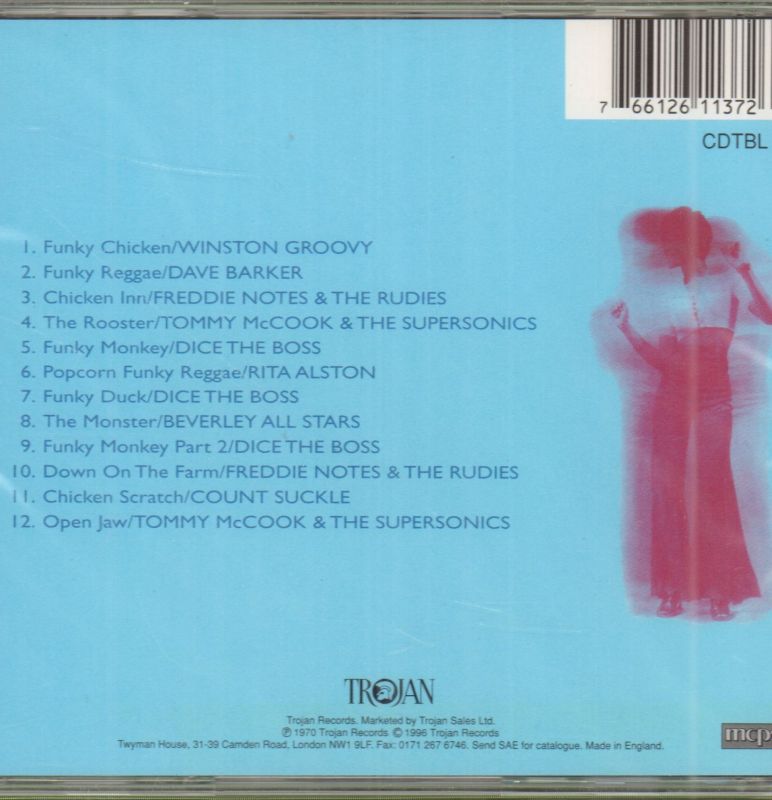 7 66126 11372
CDTBL
1. Funky Chicken/WINSTON GROOVY
2. Funky Reggae/DAVE BARKER
3. Chicken Inn/FREDDIE NOTES & THE RUDIES
4. The Rooster/TOMMY McCOOK & THE SUPERSONICS
5. Funky Monkey/DICE THE BOSS
6. Popcorn Funky Reggae/RITA ALSTON
7. Funky Duck/DICE THE BOSS
8. The Monster/BEVERLEY ALL STARS
9. Funky Monkey Part 2/DICE THE BOSS
10. Down On The Farm/FREDDIE NOTES & THE RUDIES
11. Chicken Scratch/COUNT SUCKLE
12. Open Jaw/TOMMY McCOOK & THE SUPERSONICS
TROJAN
Trojan Records. Marketed by Trojan Sales Ltd.
℗ 1970 Trojan Records © 1996 Trojan Records
Twyman House, 31-39 Camden Road, London NW1 9LF. Fax: 0171 267 6746. Send SAE for catalogue. Made in England.
mcps